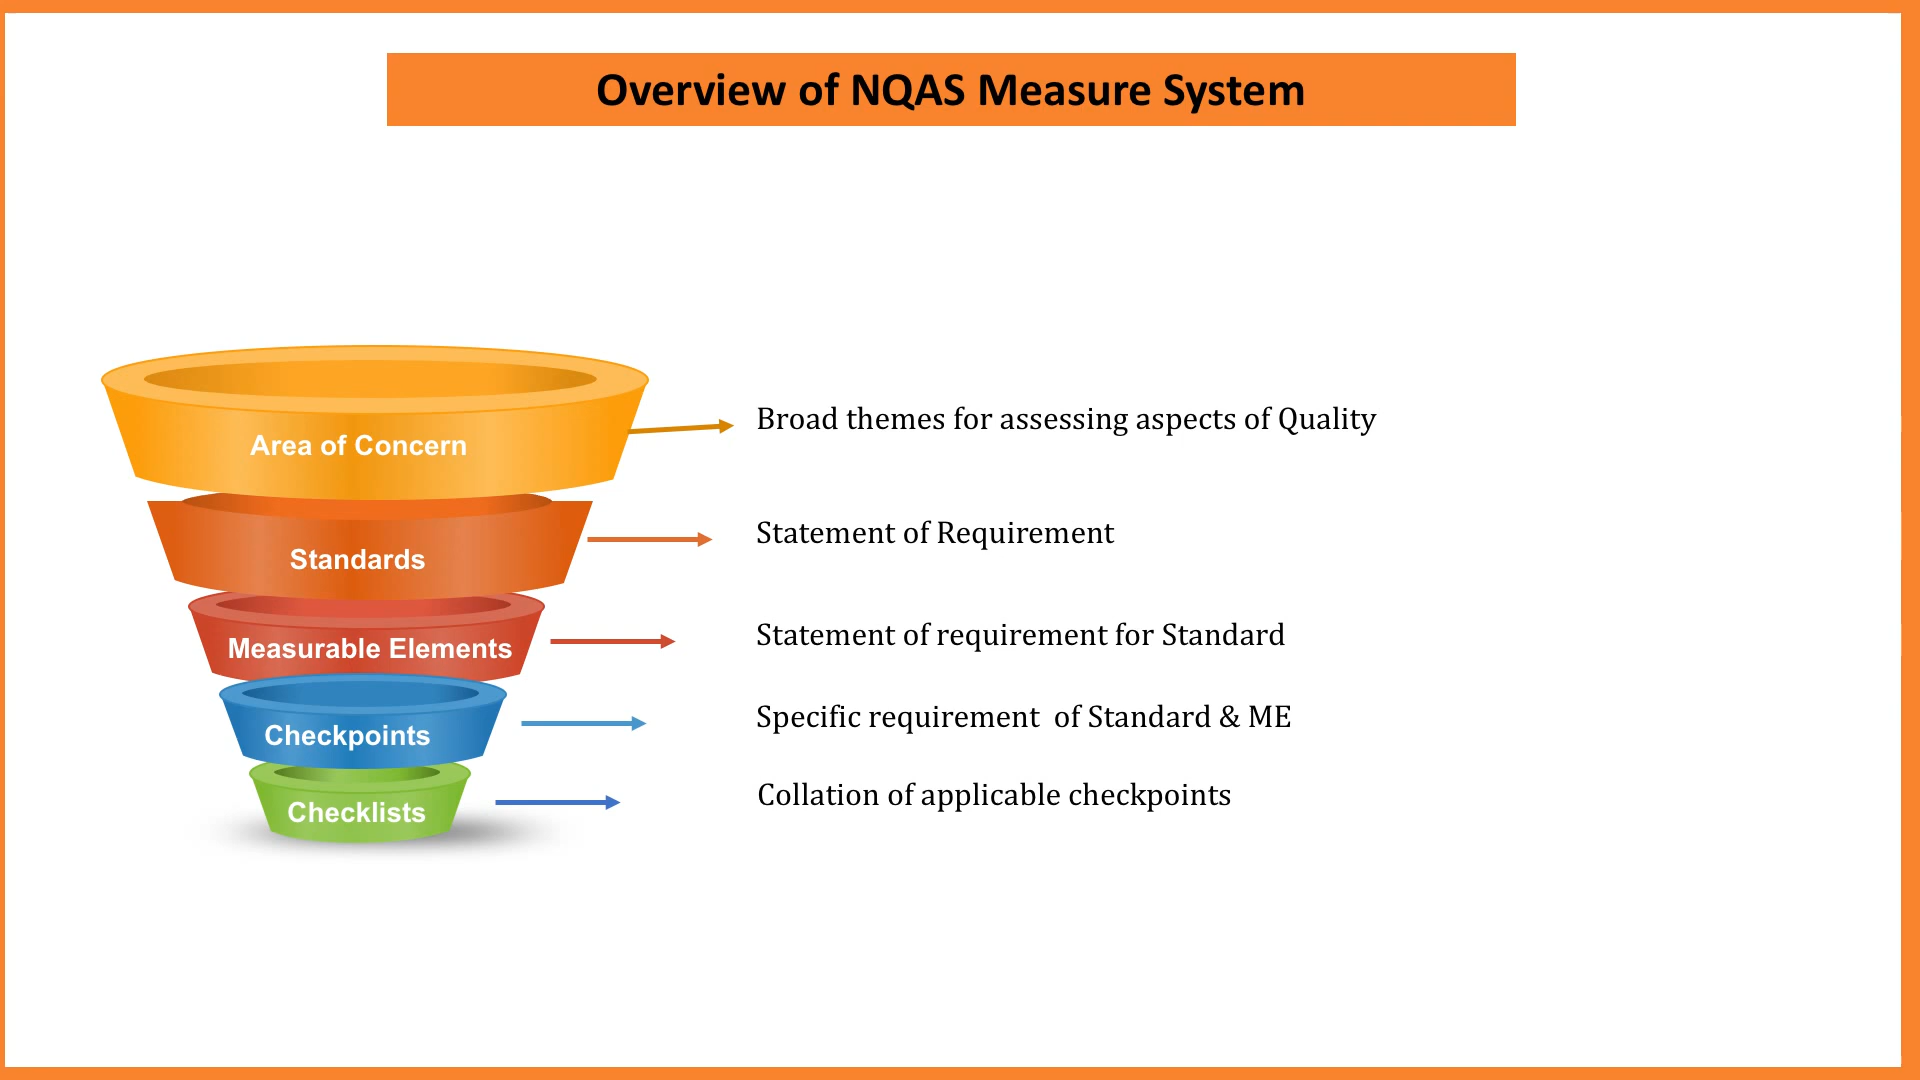 Overview of NQAS Measure System
Area of Concern
Broad themes for assessing aspects of Quality
Standards
Statement of Requirement
Measurable Elements
Statement of requirement for Standard
Checkpoints
Specific requirement  of Standard & ME
Checklists
Collation of applicable checkpoints